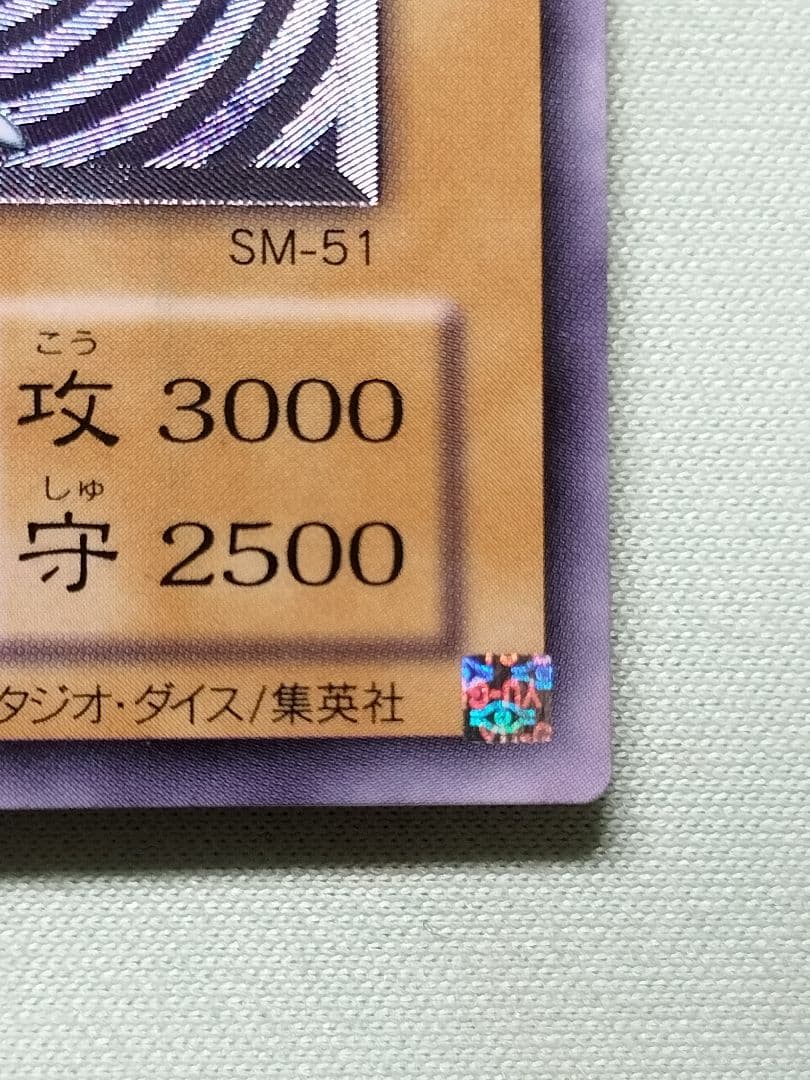 SM-51
こう
攻 3000
しゅ
守 2500
タジオ・ダイス/集英社
YU-G